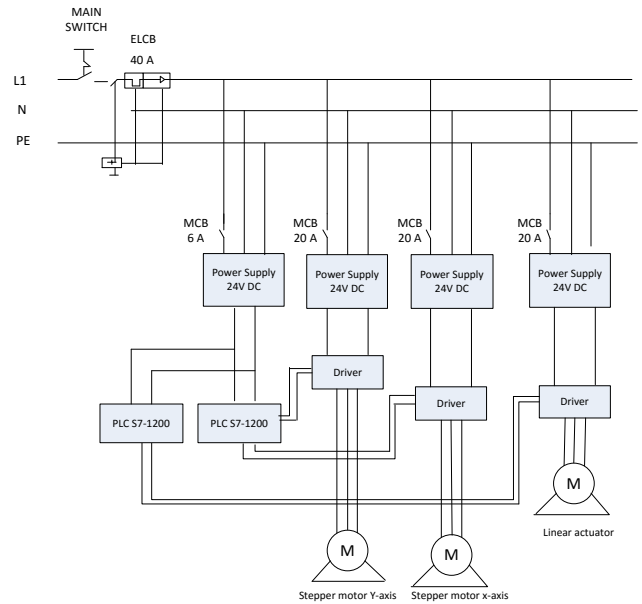 MAIN
SWITCH
ELCB
40 A
L1
N
PE
MCB
6 A
MCB
20 A
MCB
20 A
MCB
20 A
Power Supply
24V DC
Power Supply
24V DC
Power Supply
24V DC
Power Supply
24V DC
Driver
Driver
Driver
PLC S7-1200
PLC S7-1200
M
Linear actuator
M
M
Stepper motor Y-axis
Stepper motor x-axis